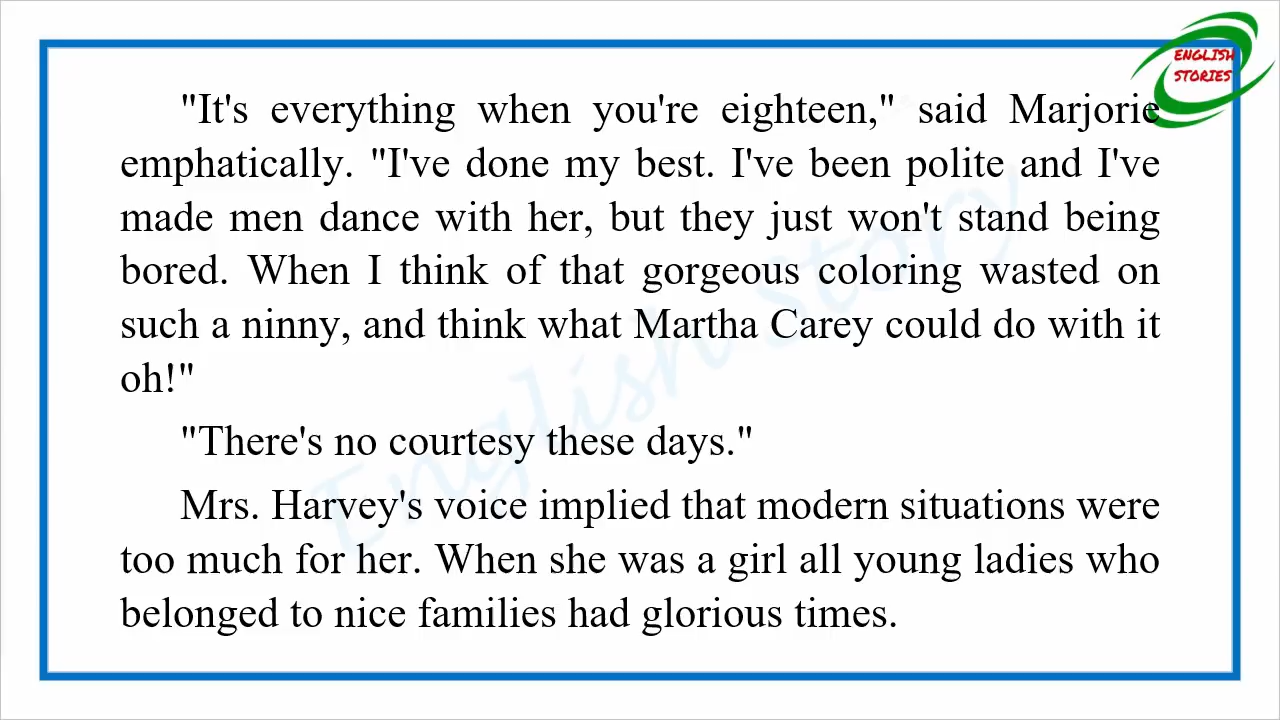 ENGLISH
STORIES
"It's everything when you're eighteen," said Marjorie
emphatically. "I've done my best. I've been polite and I've
made men dance with her, but they just won't stand being
bored. When I think of that gorgeous coloring wasted on
such a ninny, and think what Martha Carey could do with it
oh!"
"There's no courtesy these days."
Mrs. Harvey's voice implied that modern situations were
too much for her. When she was a girl all young ladies who
belonged to nice families had glorious times.
English Story